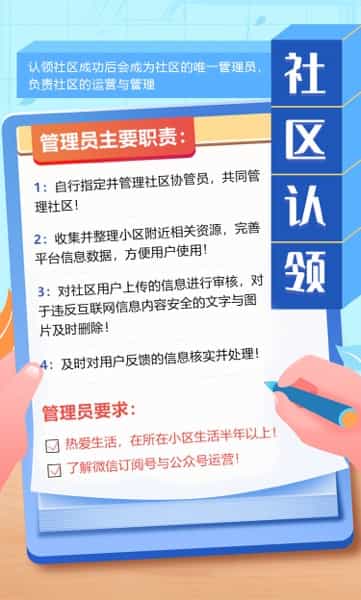 认领社区成功后会成为社区的唯一管理员，
负责社区的运营与管理
社区认领
管理员主要职责：
1：自行指定并管理社区协管员，共同管
理社区！
2：收集并整理小区附近相关资源，完善
平台信息数据，方便用户使用！
3：对社区用户上传的信息进行审核，对
于违反互联网信息内容安全的文字与图
片及时删除！
4：及时对用户反馈的信息核实并处理！
管理员要求：
热爱生活，在所在小区生活半年以上！
了解微信订阅号与公众号运营！